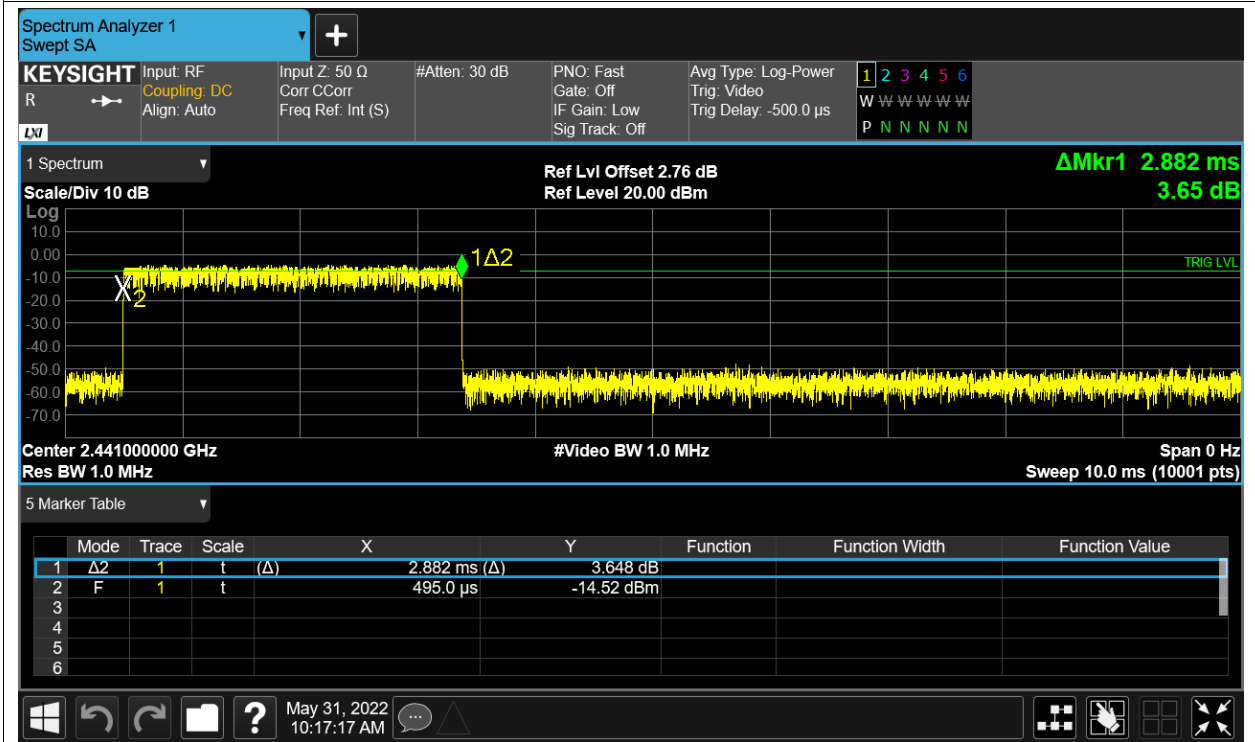 Spectrum Analyzer 1
Swept SA
+
KEYSIGHT Input: RF Input Z: 50 Ω #Atten: 30 dB PNO: Fast Avg Type: Log-Power 1 2 3 4 5 6
R Coupling: DC Corr CCorr Gate: Off Trig: Video W W W W W W
Align: Auto Freq Ref: Int (S) IF Gain: Low Trig Delay: -500.0 µs
LXI Sig Track: Off P N N N N N
1 Spectrum Ref Lvl Offset 2.76 dB ΔMkr1 2.882 ms
Scale/Div 10 dB Ref Level 20.00 dBm 3.65 dB
Log
10.0
0.00 1Δ2
TRIG LVL
-10.0
X2
-20.0
-30.0
-40.0
-50.0
-60.0
-70.0
Center 2.441000000 GHz #Video BW 1.0 MHz Span 0 Hz
Res BW 1.0 MHz Sweep 10.0 ms (10001 pts)
5 Marker Table
Mode Trace Scale X Y Function Function Width Function Value
1 Δ2 1 t (Δ) 2.882 ms (Δ) 3.648 dB
2 F 1 t 495.0 µs -14.52 dBm
3
4
5
6
? May 31, 2022
10:17:17 AM